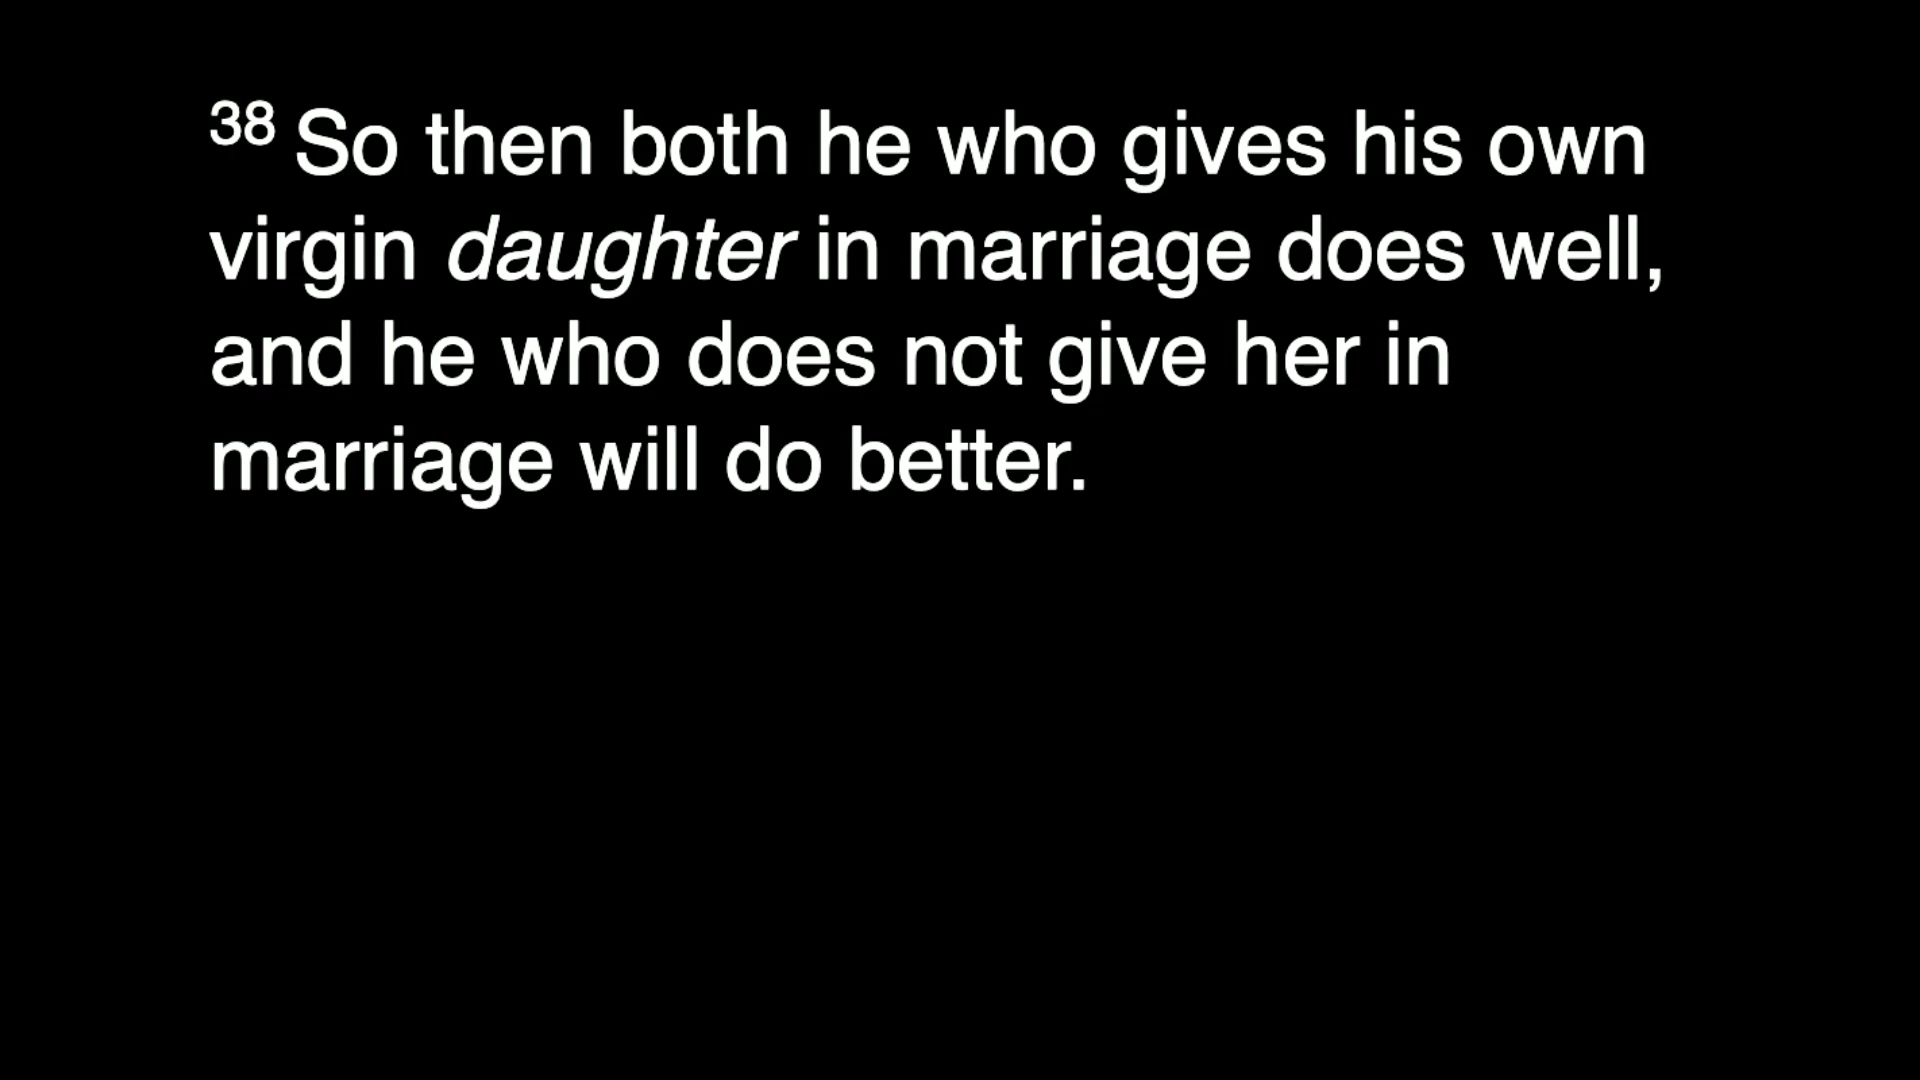 38 So then both he who gives his own
virgin daughter in marriage does well,
and he who does not give her in
marriage will do better.